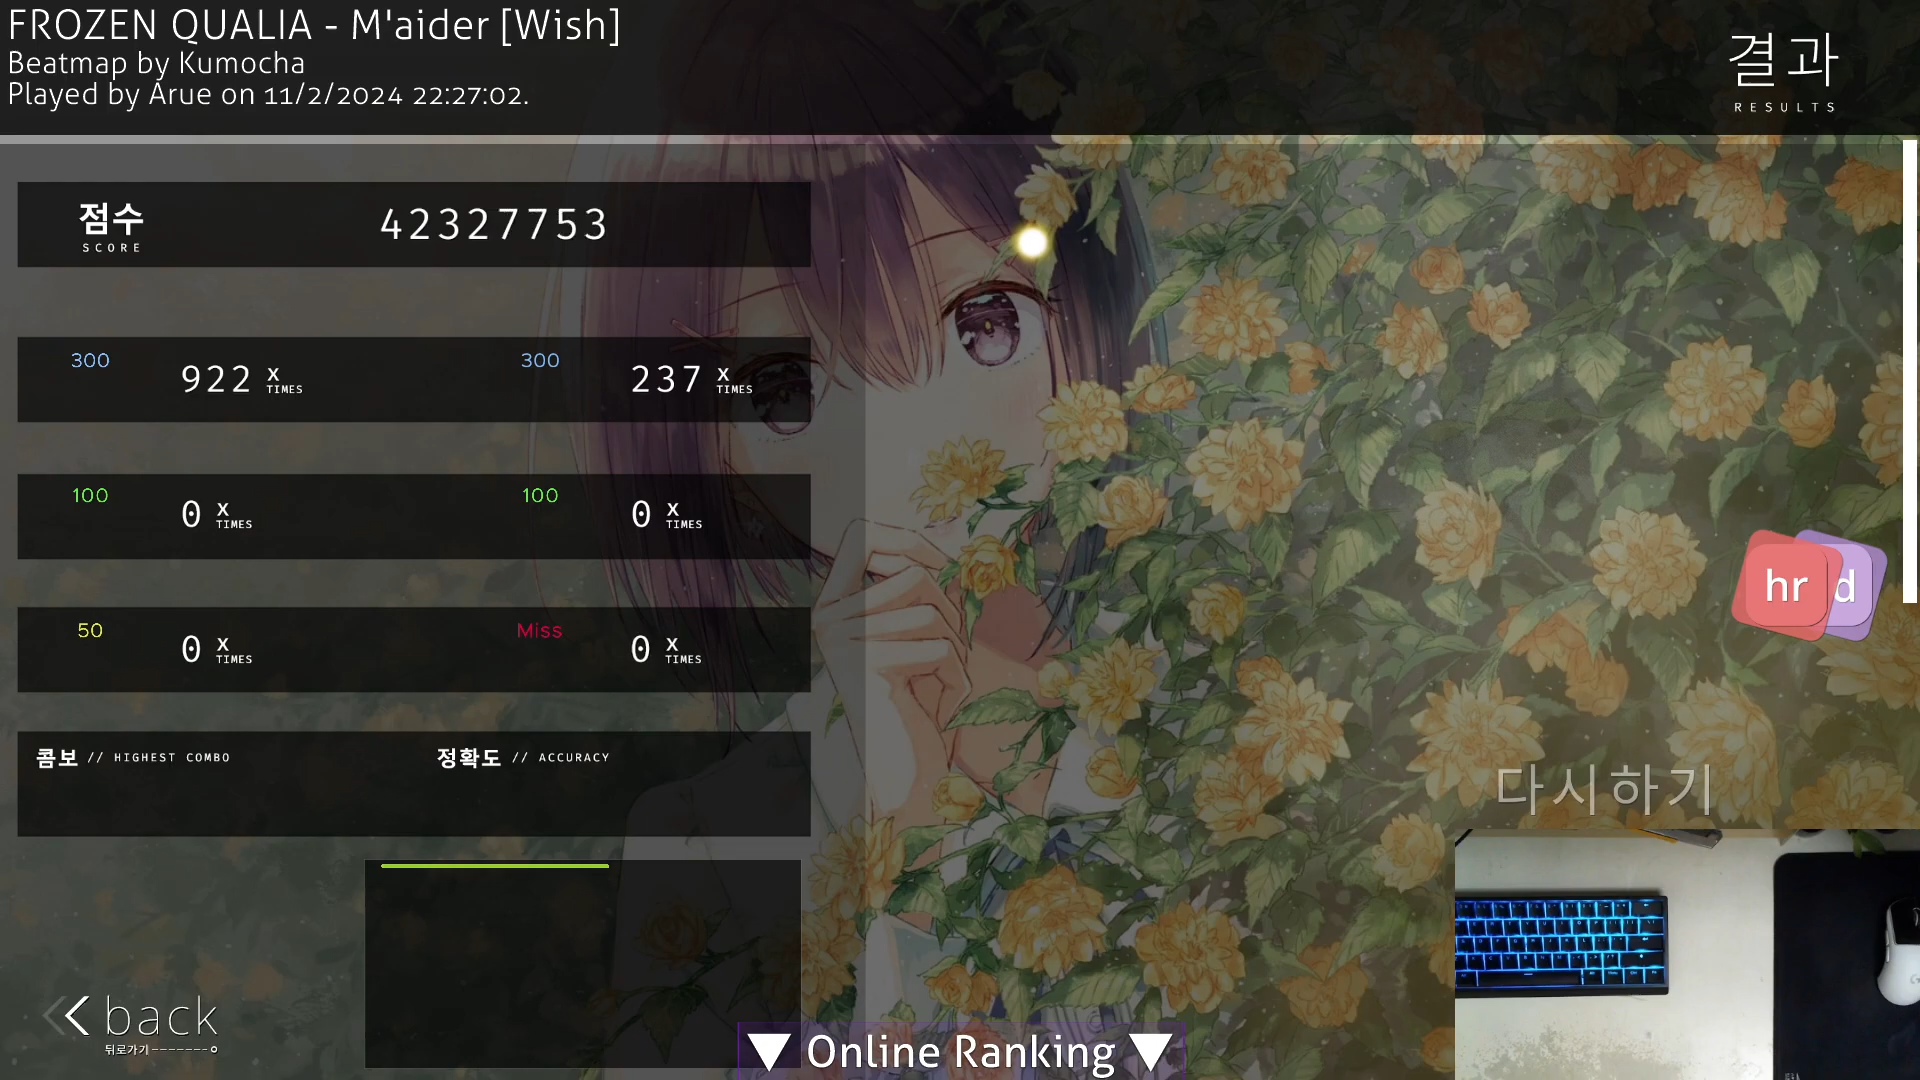 FROZEN QUALIA - M'aider [Wish]
Beatmap by Kumocha
Played by Arue on 11/2/2024 22:27:02.
결과
RESULTS
점수
SCORE
42327753
300
922 X TIMES
300
237 X TIMES
100
0 X TIMES
100
0 X TIMES
50
0 X TIMES
Miss
0 X TIMES
hr
d
콤보 // HIGHEST COMBO
정확도 // ACCURACY
다시하기
back
뒤로가기
▼ Online Ranking ▼